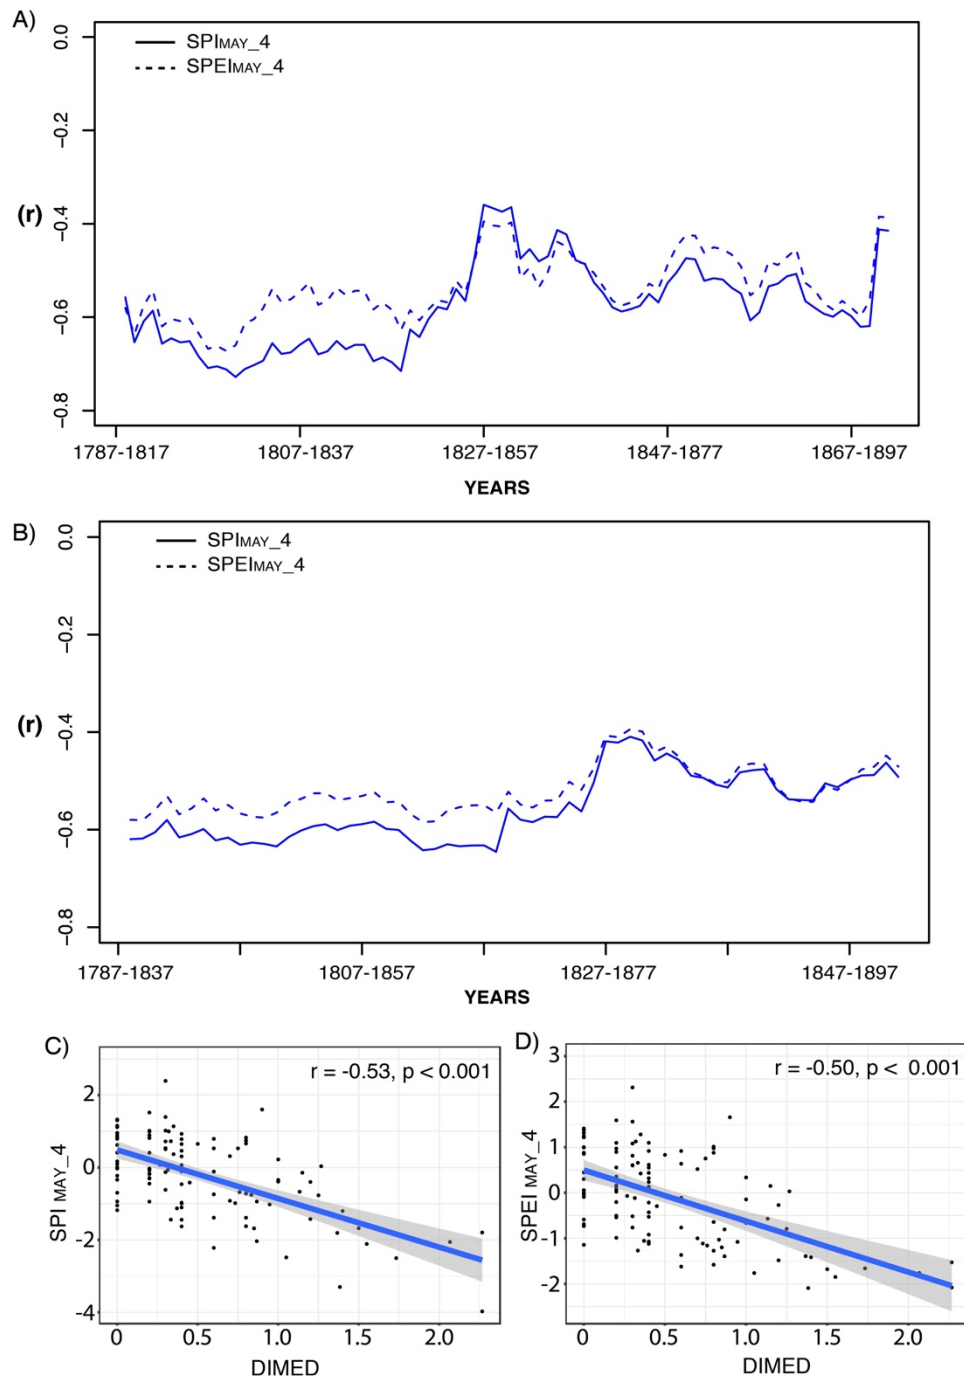 A)
SPIMAY_4
SPEIMAY_4
0.0
−0.2
−0.4
(r)
−0.6
−0.8
1787-1817 1807-1837 1827-1857 1847-1877 1867-1897
YEARS
B)
SPIMAY_4
SPEIMAY_4
0.0
−0.2
−0.4
(r)
−0.6
−0.8
1787-1837 1807-1857 1827-1877 1847-1897
YEARS
C)
r = -0.53, p < 0.001
2
0
-2
-4
SPI MAY_4
0 0.5 1.0 1.5 2.0
DIMED
D)
r = -0.50, p < 0.001
3
2
1
0
-1
-2
SPEI MAY_4
0 0.5 1.0 1.5 2.0
DIMED